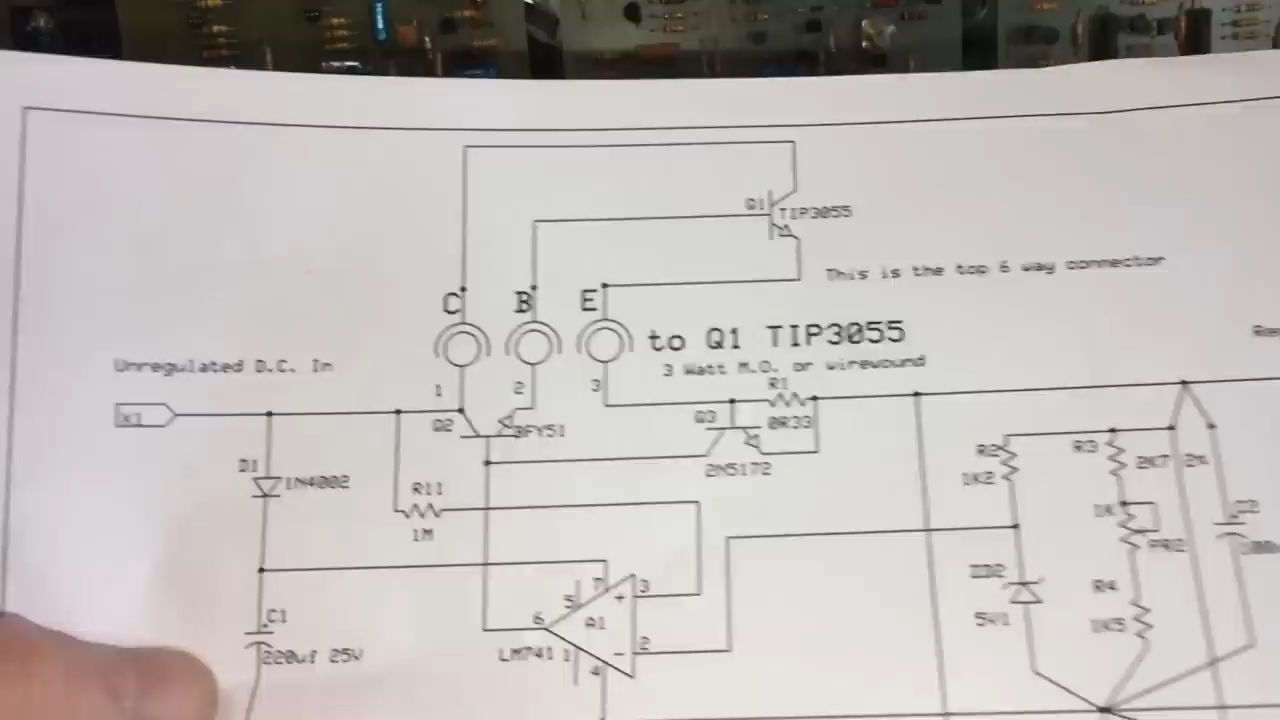 Q1
TIP3055
This is the top 6 way connector
C
B
E
to Q1 TIP3055
Unregulated D.C. In
3 Watt M.O. or wirewound
1
2
3
R1
X1
Q2
BFY51
Q3
0R33
2N5172
D1
1N4002
R11
1M
R2
1K2
R3
2K7
1K
PR2
C2
ZD2
5V1
R4
1K5
7
3
5
+
A1
6
C1
220uf 25V
LM741
1
-
2
4